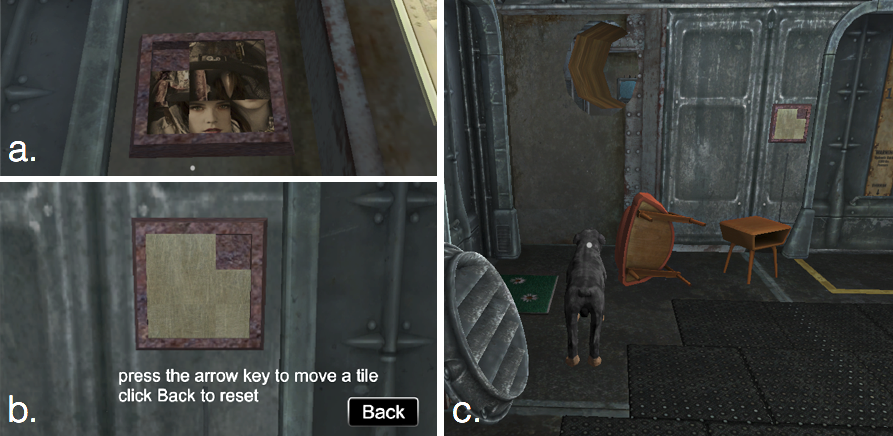 a.
press the arrow key to move a tile
click Back to reset
Back
b.
c.